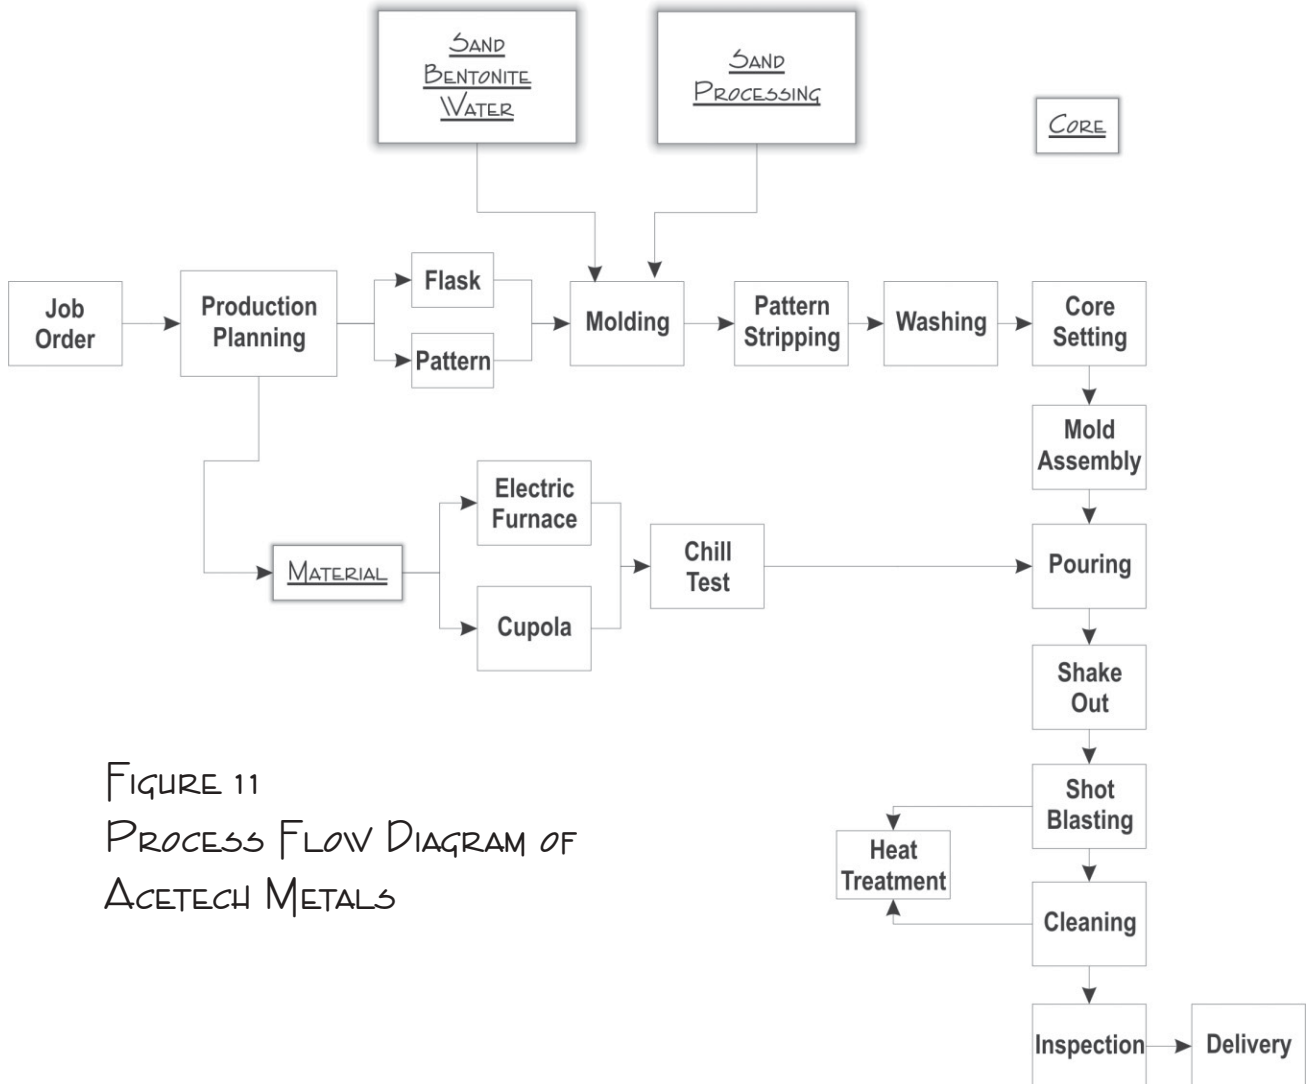 SAND
BENTONITE
WATER
SAND
PROCESSING
CORE
Job
Order
Production
Planning
Flask
Pattern
Molding
Pattern
Stripping
Washing
Core
Setting
Mold
Assembly
MATERIAL
Electric
Furnace
Cupola
Chill
Test
Pouring
Shake
Out
Shot
Blasting
Heat
Treatment
Cleaning
Inspection
Delivery
FIGURE 11
PROCESS FLOW DIAGRAM OF
ACETECH METALS